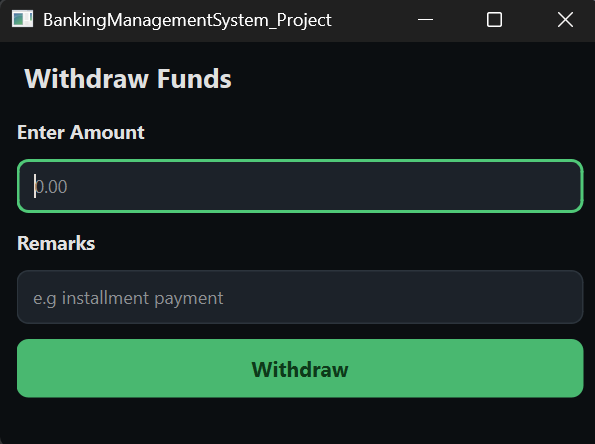 BankingManagementSystem_Project
Withdraw Funds
Enter Amount
0.00
Remarks
e.g installment payment
Withdraw